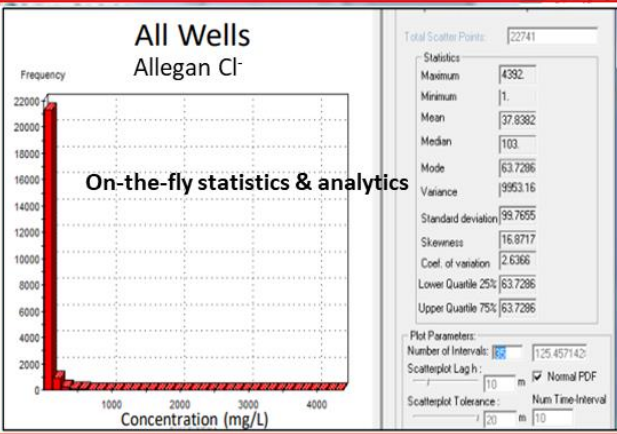 All Wells
Allegan Cl-
Frequency
22000
20000
18000
16000
14000
12000
10000
8000
6000
4000
2000
0
1000 2000 3000 4000
Concentration (mg/L)
On-the-fly statistics & analytics
Total Scatter Points: 22741
Statistics
Maximum 4392.
Minimum 1.
Mean 37.8382
Median 103.
Mode 63.7286
Variance 9953.16
Standard deviation 99.7655
Skewness 16.8717
Coef. of variation 2.6366
Lower Quartile 25% 63.7286
Upper Quartile 75% 63.7286
Plot Parameters:
Number of Intervals: 35 125.457142
Scatterplot Lag h :
10 m Normal PDF
Scatterplot Tolerance : Num Time-Interval
20 m 10